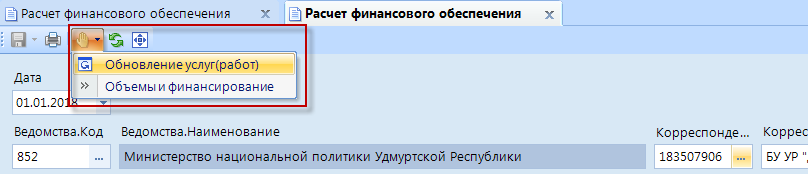 Расчет финансового обеспечения
Расчет финансового обеспечения
Обновление услуг(работ)
Объемы и финансирование
Дата
01.01.2018
Ведомства.Код Ведомства.Наименование Корреспонде... Коррес
852 ... Министерство национальной политики Удмуртской Республики 183507906 ... БУ УР "